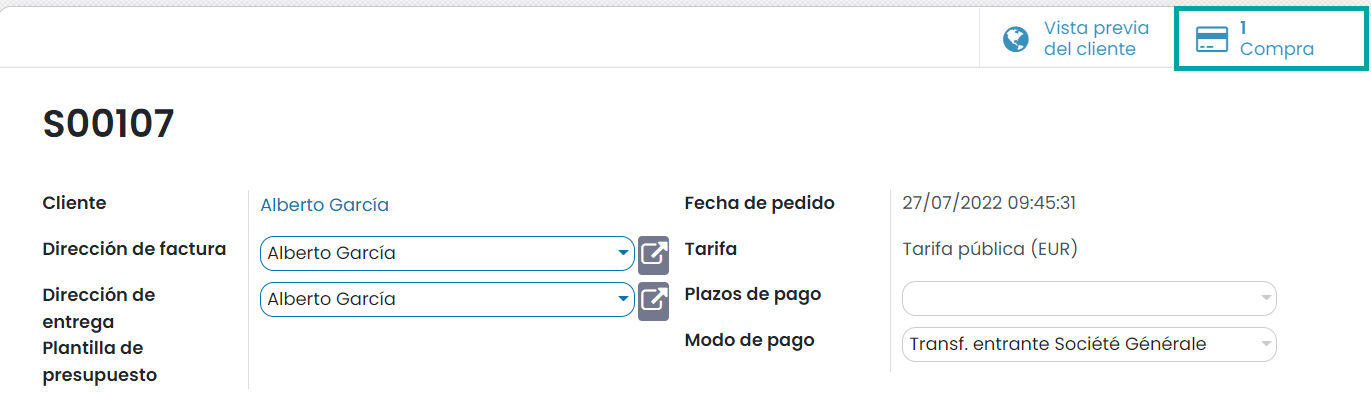 Vista previa
del cliente
1
Compra
S00107
Cliente
Alberto García
Dirección de factura
Alberto García
Dirección de
entrega
Alberto García
Plantilla de
presupuesto
Fecha de pedido
27/07/2022 09:45:31
Tarifa
Tarifa pública (EUR)
Plazos de pago
Modo de pago
Transf. entrante Société Générale